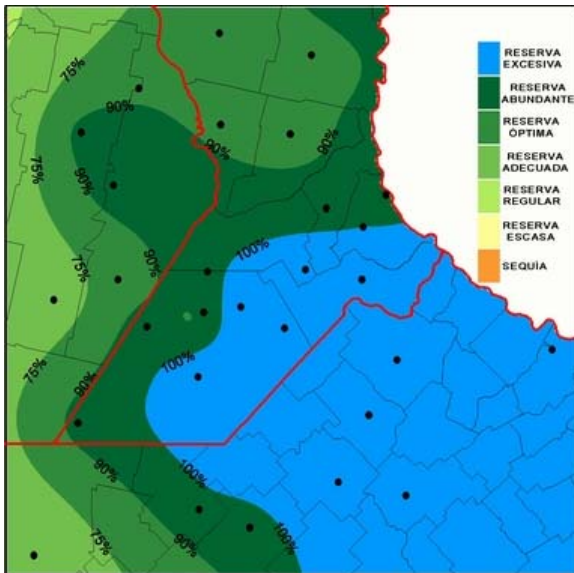 75%
90%
90%
90%
75%
90%
RESERVA
EXCESIVA
RESERVA
ABUNDANTE
RESERVA
ÓPTIMA
RESERVA
ADECUADA
RESERVA
REGULAR
RESERVA
ESCASA
SEQUÍA
100%
90%
75%
100%
75%
90%
90%
100%
100%
75%
90%